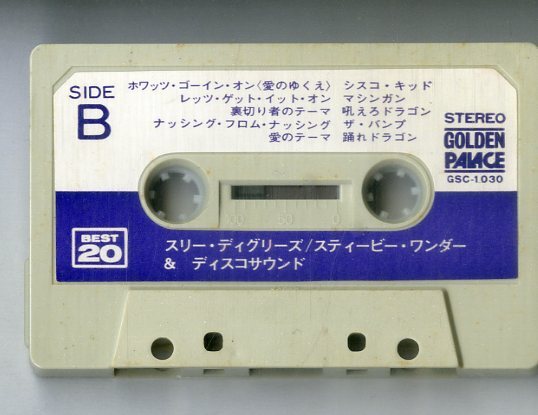 SIDE
B
ホワッツ・ゴーイン・オン〈愛のゆくえ〉 シスコ・キッド
レッツ・ゲット・イット・オン マシンガン
裏切り者のテーマ 吼えろドラゴン
ナッシング・フロム・ナッシング ザ・バンプ
愛のテーマ 踊れドラゴン
STEREO
GOLDEN
PALACE
GSC-1030
100 50 0
BEST
20
スリー・ディグリーズ/スティービー・ワンダー
& ディスコサウンド